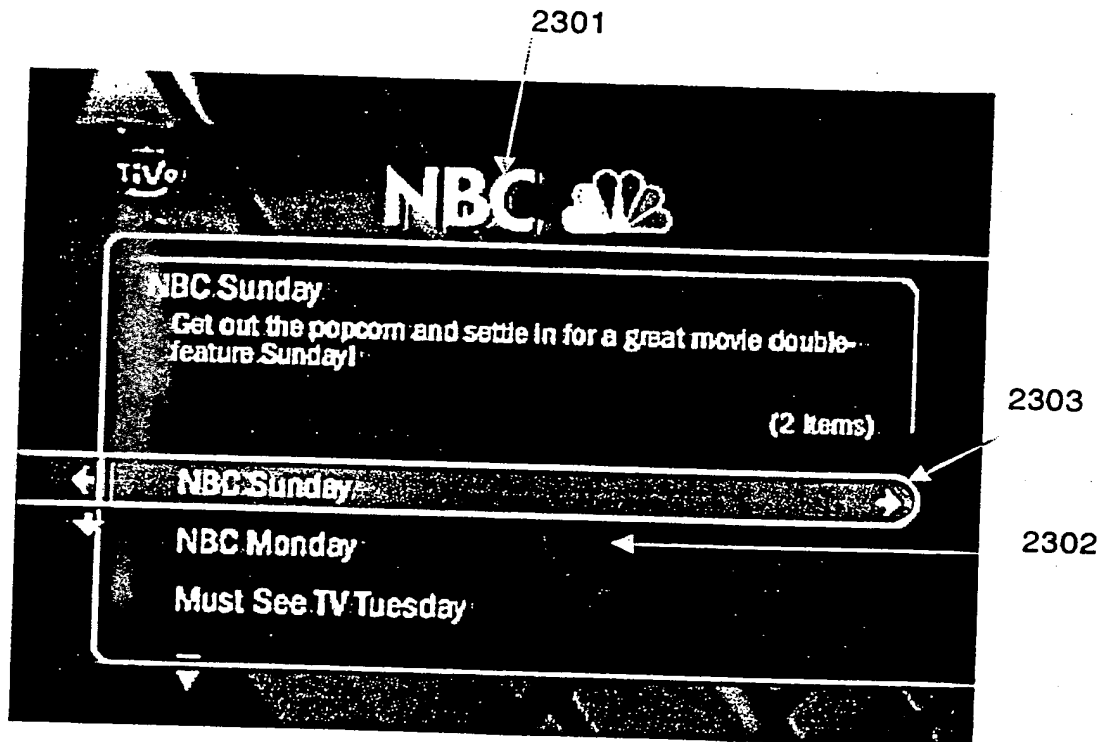 2301
TiVo
NBC
NBC Sunday
Get out the popcorn and settle in for a great movie double-
feature Sunday!
(2 Items)
2303
NBC Sunday
NBC Monday
2302
Must See TV Tuesday